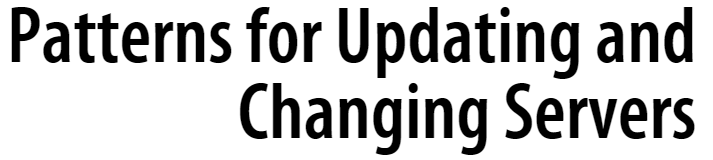 Patterns for Updating and
Changing Servers